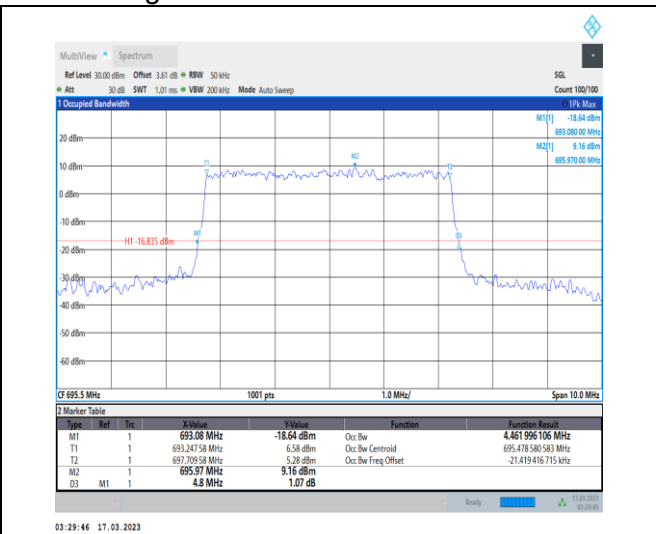 MultiView Spectrum
Ref Level 30.00 dBm Offset 3.61 dB RBW 50 kHz SGL
Att 30 dB SWT 1.01 ms VBW 200 kHz Mode Auto Sweep Count 100/100
1 Occupied Bandwidth 1Pk Max
M1[1] -18.64 dBm
693.080 00 MHz
M2[1] 9.16 dBm
695.970 00 MHz
20 dBm
10 dBm
0 dBm
-10 dBm
-20 dBm
-30 dBm
-40 dBm
-50 dBm
-60 dBm
T1
M2
T2
M1
D3
H1 -16.835 dBm
CF 695.5 MHz 1001 pts 1.0 MHz/ Span 10.0 MHz
2 Marker Table
Type Ref Trc X-Value Y-Value Function Function Result
M1 1 693.08 MHz -18.64 dBm Occ Bw 4.461 996 106 MHz
T1 1 693.247 58 MHz 6.58 dBm Occ Bw Centroid 695.478 580 583 MHz
T2 1 697.709 58 MHz 5.28 dBm Occ Bw Freq Offset -21.419 416 715 kHz
M2 1 695.97 MHz 9.16 dBm
D3 M1 1 4.8 MHz 1.07 dB
Ready 17.03.2023
03:29:45
03:29:46 17.03.2023